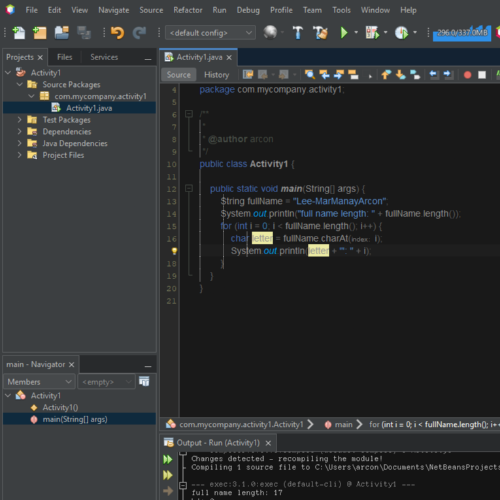 File Edit View Navigate Source Refactor Run Debug Profile Team Tools Window Help
<default config>
296.0/337.0MB
Projects Files Services
Activity1
Source Packages
com.mycompany.activity1
Activity1.java
Test Packages
Dependencies
Java Dependencies
Project Files
Activity1.java
Source History
4 package com.mycompany.activity1;
5
6 /**
7 *
8 * @author arcon
9 */
10 public class Activity1 {
11
12 public static void main(String[] args) {
13 String fullName = "Lee-MarManayArcon";
14 System.out.println("full name length: " + fullName.length());
15 for (int i = 0; i < fullName.length(); i++) {
16 char letter = fullName.charAt(index: i);
System.out.println(letter + "': " + i);
18 }
19 }
20 }
21
main - Navigator
Members <empty>
Activity1
Activity1()
main(String[] args)
com.mycompany.activity1.Activity1 main for (int i = 0; i < fullName.length(); i++
Output - Run (Activity1)
Changes detected - recompiling the module!
Compiling 1 source file to C:\Users\arcon\Documents\NetBeansProjects
--- exec:3.1.0:exec (default-cli) @ Activity1 ---
full name length: 17